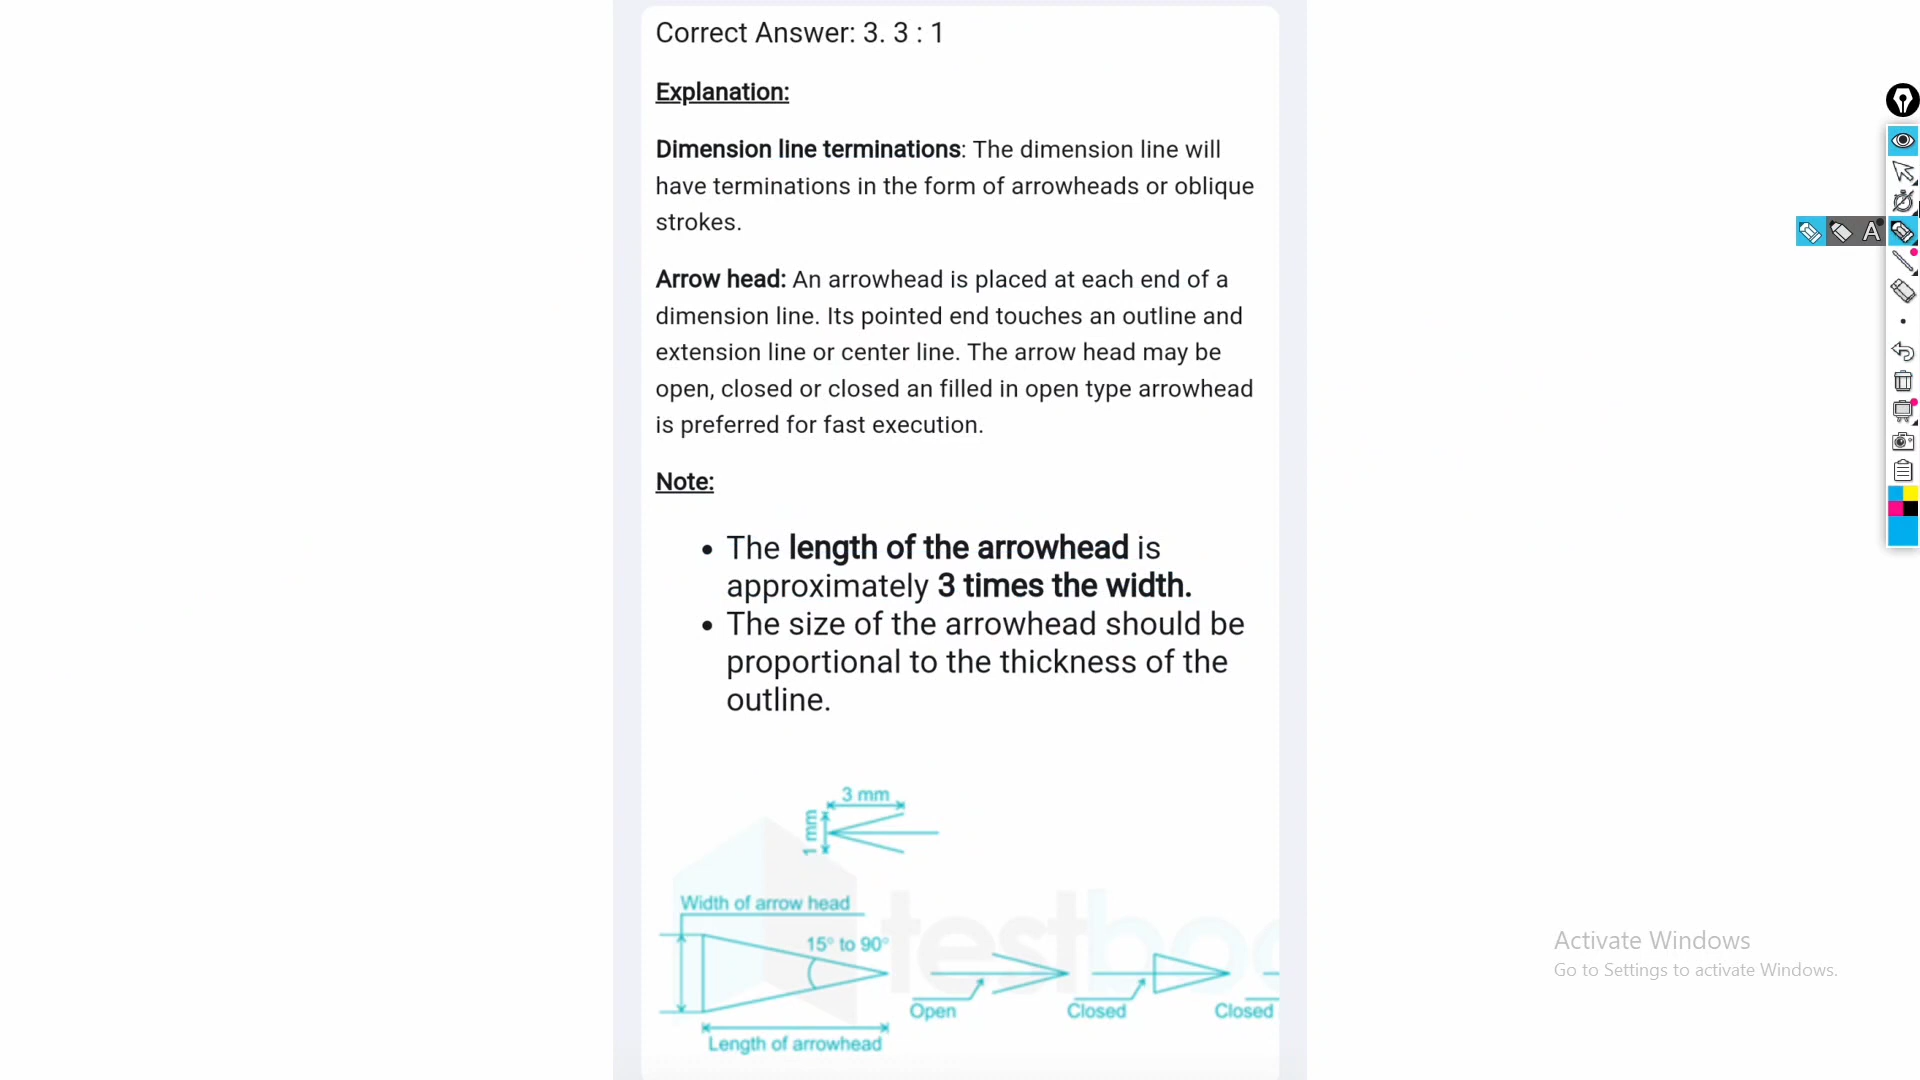 Correct Answer: 3. 3 : 1
Explanation:
Dimension line terminations: The dimension line will
have terminations in the form of arrowheads or oblique
strokes.
Arrow head: An arrowhead is placed at each end of a
dimension line. Its pointed end touches an outline and
extension line or center line. The arrow head may be
open, closed or closed an filled in open type arrowhead
is preferred for fast execution.
Note:
• The length of the arrowhead is
approximately 3 times the width.
• The size of the arrowhead should be
proportional to the thickness of the
outline.
3 mm
1 mm
Width of arrow head
15° to 90°
testboo
Open
Closed
Closed
Length of arrowhead
A
Activate Windows
Go to Settings to activate Windows.